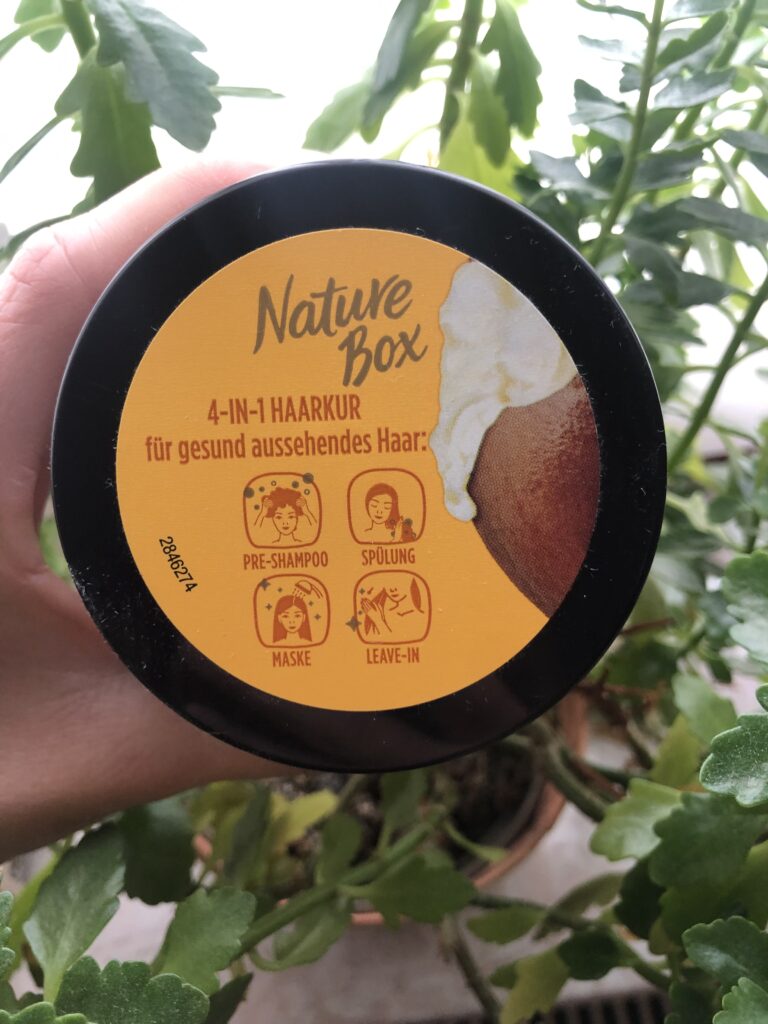 Nature
Box
4-IN-1 HAARKUR
für gesund aussehendes Haar:
PRE-SHAMPOO SPÜLUNG
2846274
MASKE LEAVE-IN